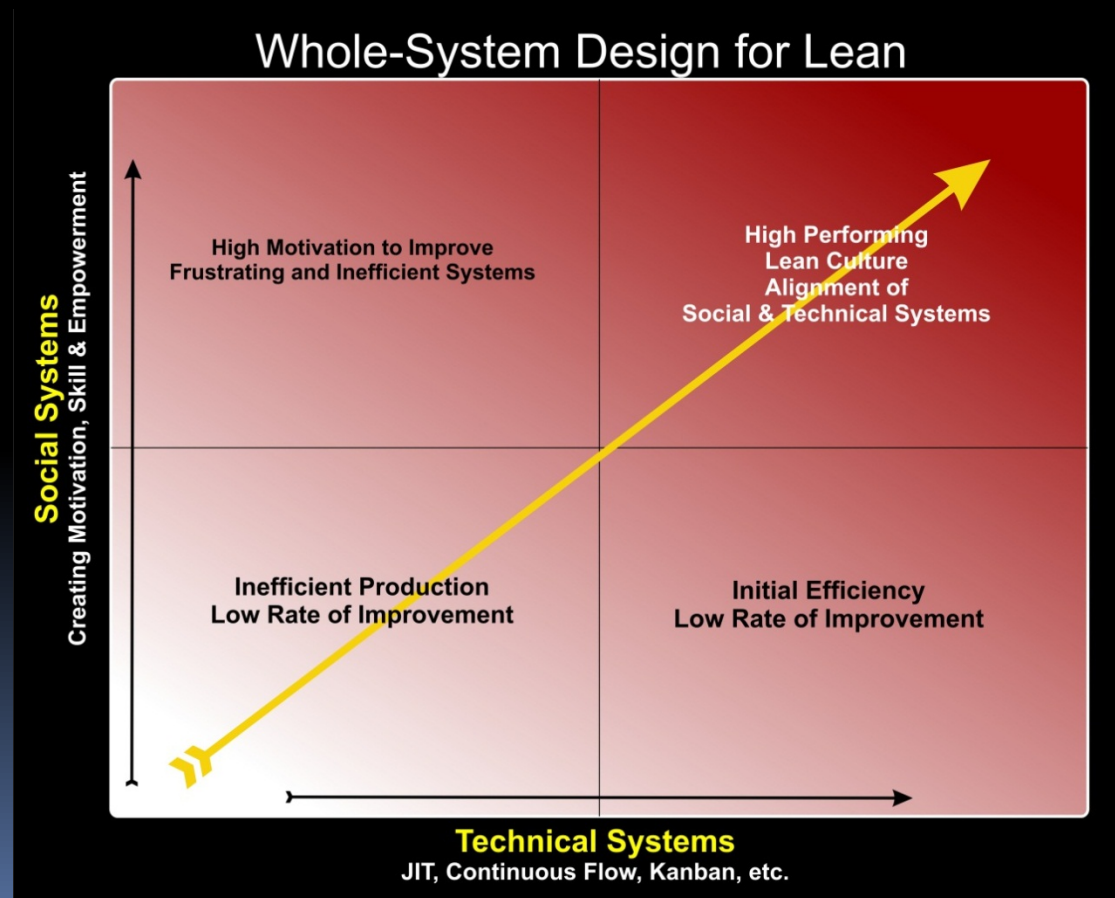 Whole-System Design for Lean
Social Systems
Creating Motivation, Skill & Empowerment
High Motivation to Improve
Frustrating and Inefficient Systems
High Performing
Lean Culture
Alignment of
Social & Technical Systems
Inefficient Production
Low Rate of Improvement
Initial Efficiency
Low Rate of Improvement
Technical Systems
JIT, Continuous Flow, Kanban, etc.